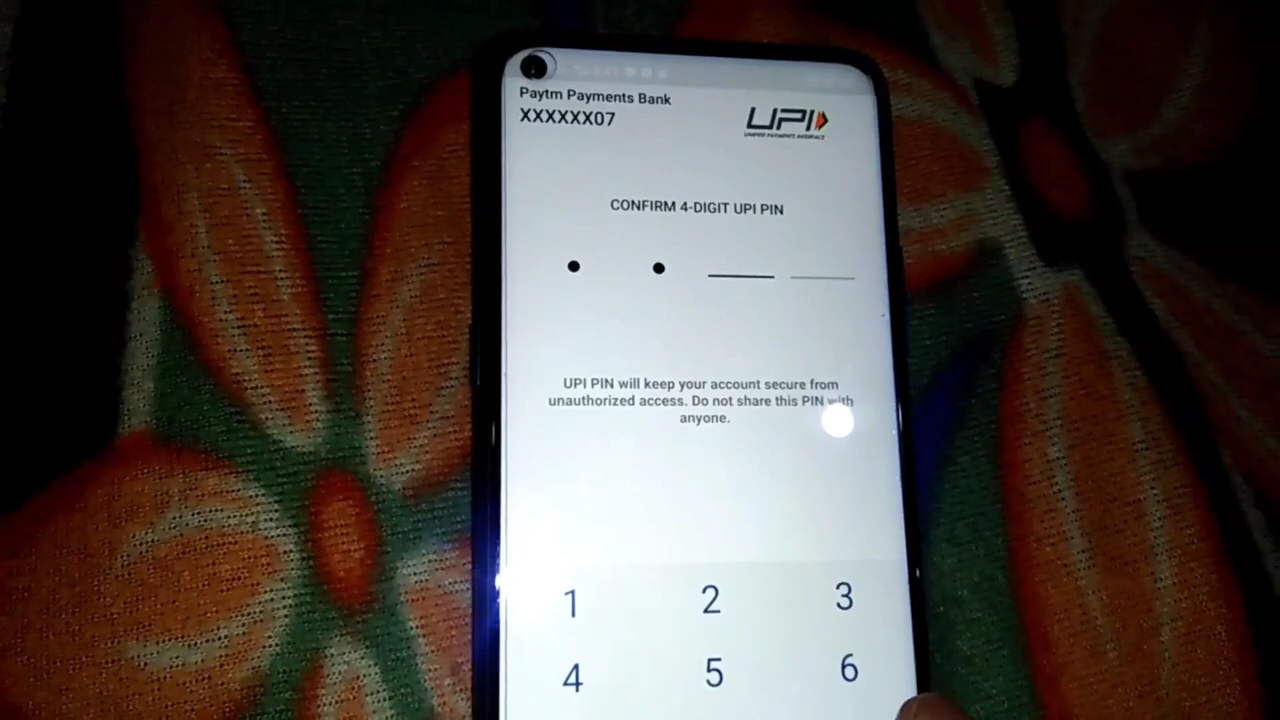 Paytm Payments Bank
XXXXXX07
UPI
UNIFIED PAYMENTS INTERFACE
CONFIRM 4-DIGIT UPI PIN
UPI PIN will keep your account secure from
unauthorized access. Do not share this PIN with
anyone.
1 2 3
4 5 6